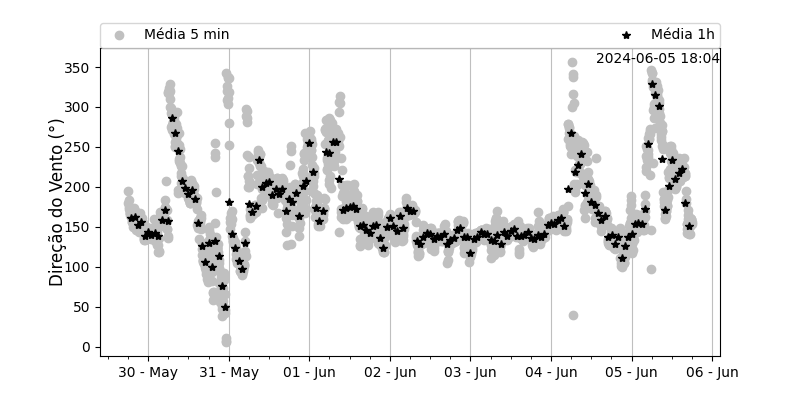 Média 5 min
Média 1h
2024-06-05 18:04
Direção do Vento (°)
350
300
250
200
150
100
50
0
30 - May
31 - May
01 - Jun
02 - Jun
03 - Jun
04 - Jun
05 - Jun
06 - Jun